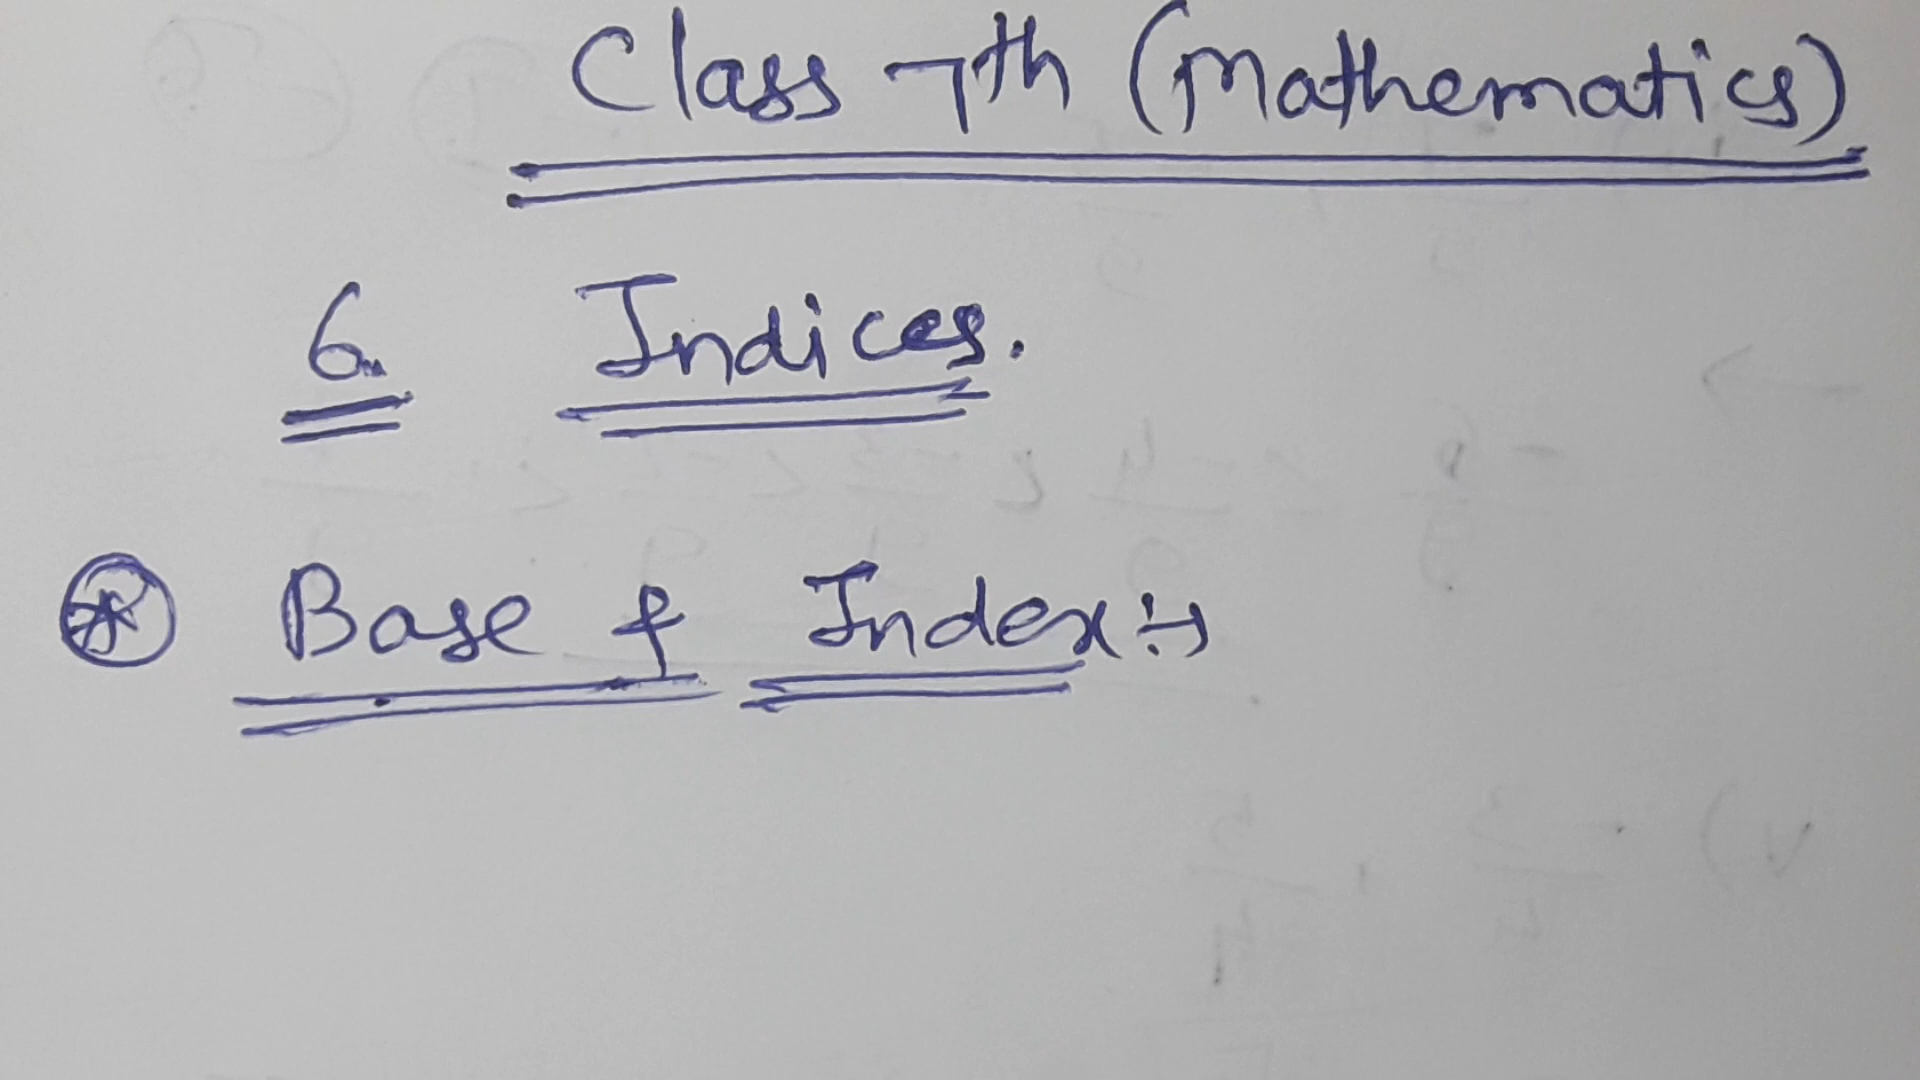 Class 7th (Mathematics)
6. Indices.
Base & Index :→